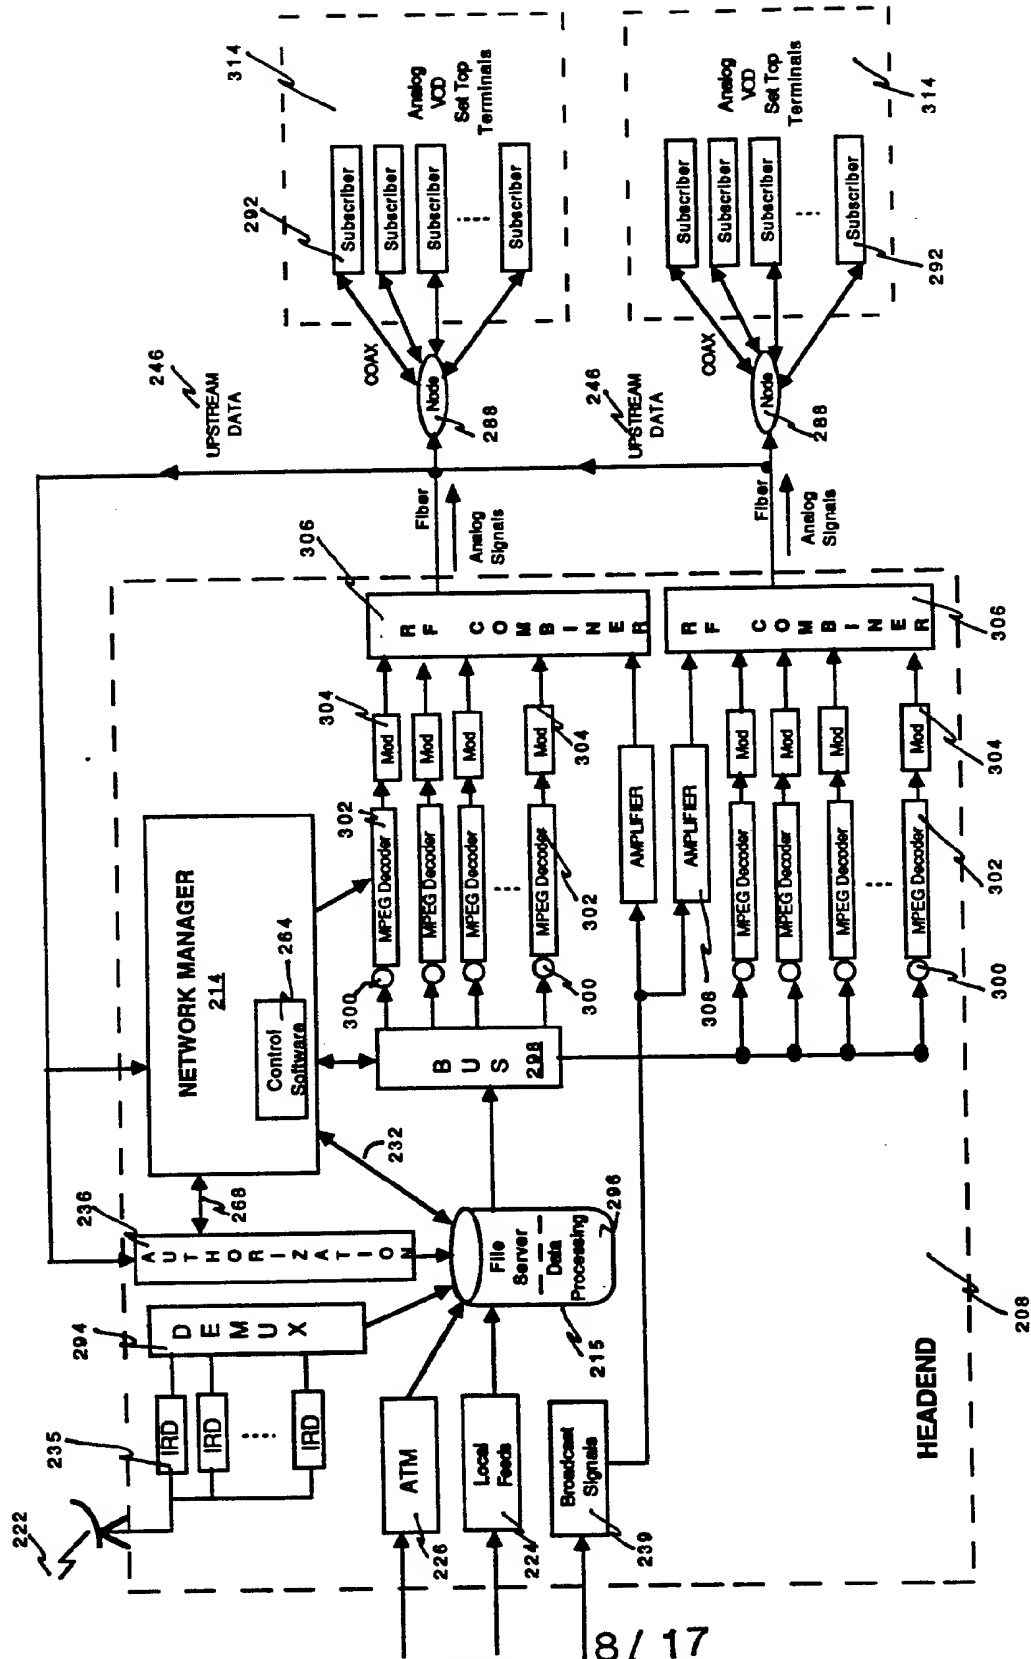 222
235
IRD
IRD
IRD
294
DEMUX
236
AUTHORIZATION
268
NETWORK MANAGER
214
264
Control
Software
232
226
ATM
224
Local
Feeds
239
Broadcast
Signals
215
File
Server
Data
Processing
296
BUS
298
300
300
302
MPEG Decoder
MPEG Decoder
MPEG Decoder
MPEG Decoder
302
304
Mod
Mod
Mod
Mod
304
AMPLIFIER
AMPLIFIER
308
MPEG Decoder
MPEG Decoder
MPEG Decoder
MPEG Decoder
302
300
Mod
Mod
Mod
Mod
304
306
RF COMBINER
RF COMBINER
306
HEADEND
208
Fiber
Analog
Signals
Fiber
Analog
Signals
246
UPSTREAM
DATA
246
UPSTREAM
DATA
COAX
Node
288
COAX
Node
288
292
Subscriber
Subscriber
Subscriber
Subscriber
Analog
VCD
Set Top
Terminals
314
Subscriber
Subscriber
Subscriber
Subscriber
292
Analog
VCD
Set Top
Terminals
314
8/17